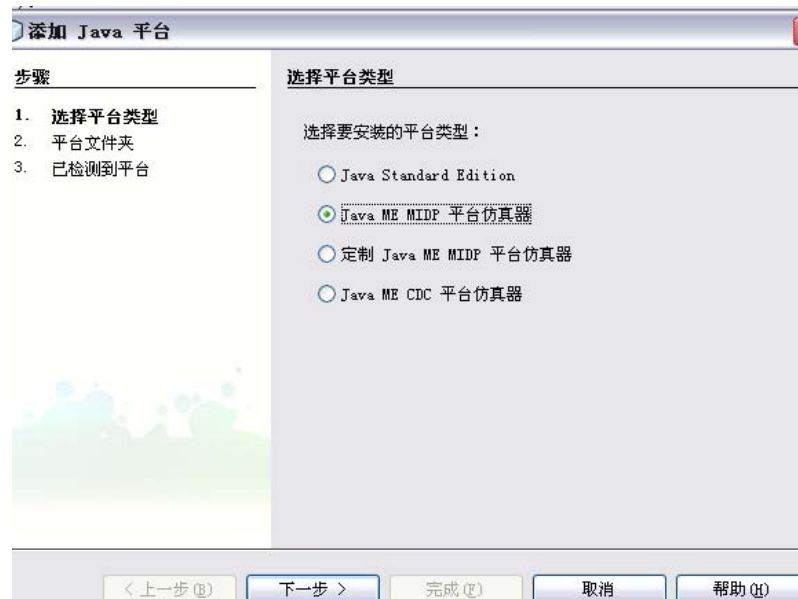 添加 Java 平台
步骤
1. 选择平台类型
2. 平台文件夹
3. 已检测到平台
选择平台类型
选择要安装的平台类型：
Java Standard Edition
Java ME MIDP 平台仿真器
定制 Java ME MIDP 平台仿真器
Java ME CDC 平台仿真器
< 上一步(B)
下一步 >
完成(F)
取消
帮助(H)